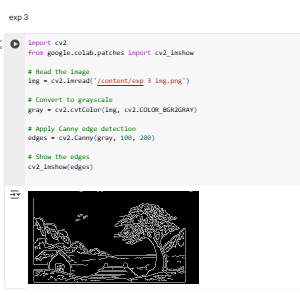 exp 3
import cv2
from google.colab.patches import cv2_imshow
# Read the image
img = cv2.imread('/content/exp 3 img.png')
# Convert to grayscale
gray = cv2.cvtColor(img, cv2.COLOR_BGR2GRAY)
# Apply Canny edge detection
edges = cv2.Canny(gray, 100, 200)
# Show the edges
cv2_imshow(edges)